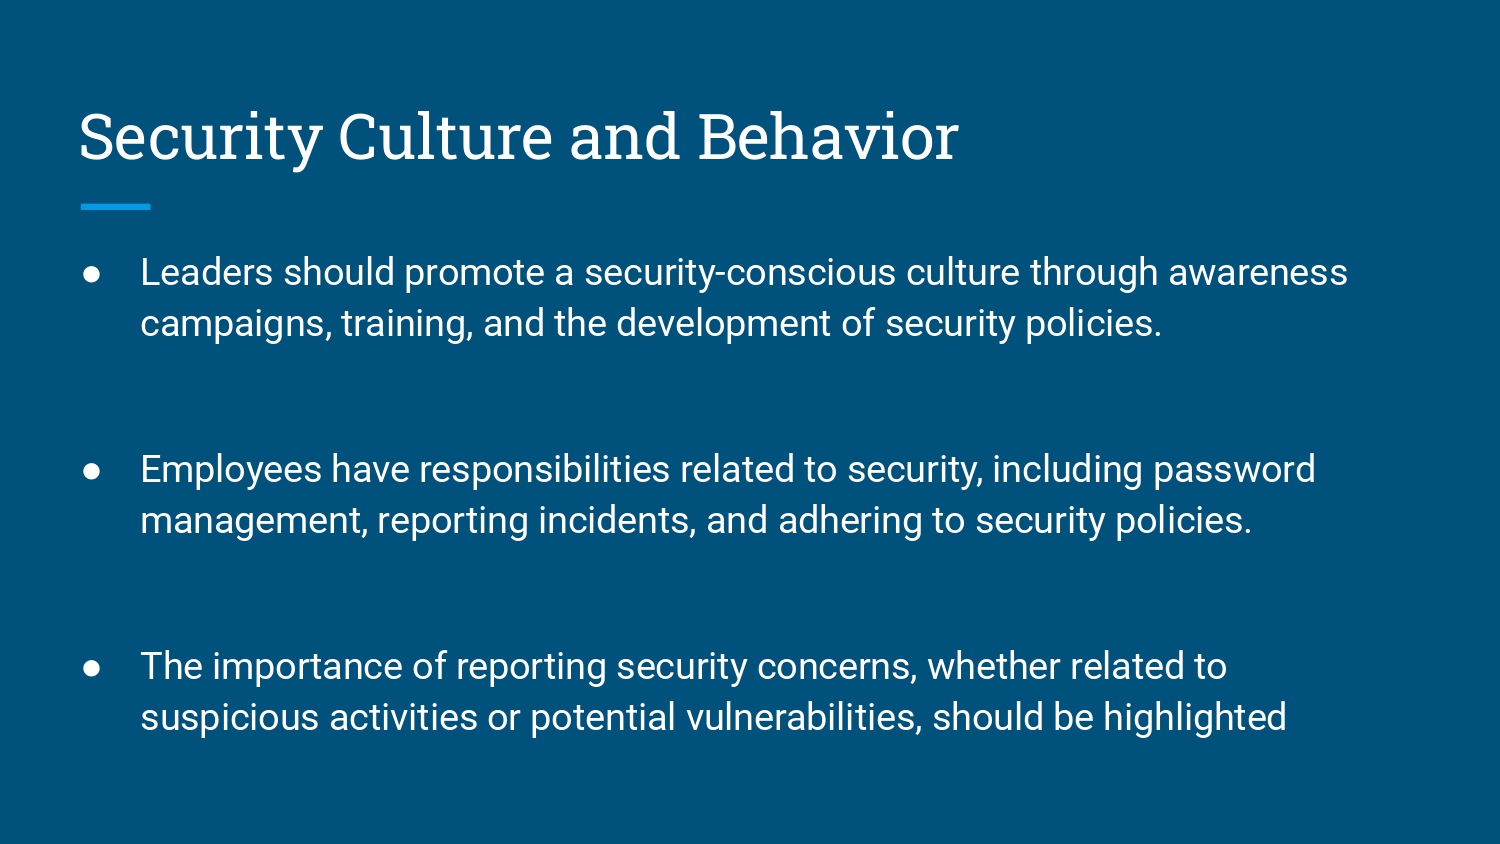 Security Culture and Behavior
● Leaders should promote a security-conscious culture through awareness
campaigns, training, and the development of security policies.
● Employees have responsibilities related to security, including password
management, reporting incidents, and adhering to security policies.
● The importance of reporting security concerns, whether related to
suspicious activities or potential vulnerabilities, should be highlighted